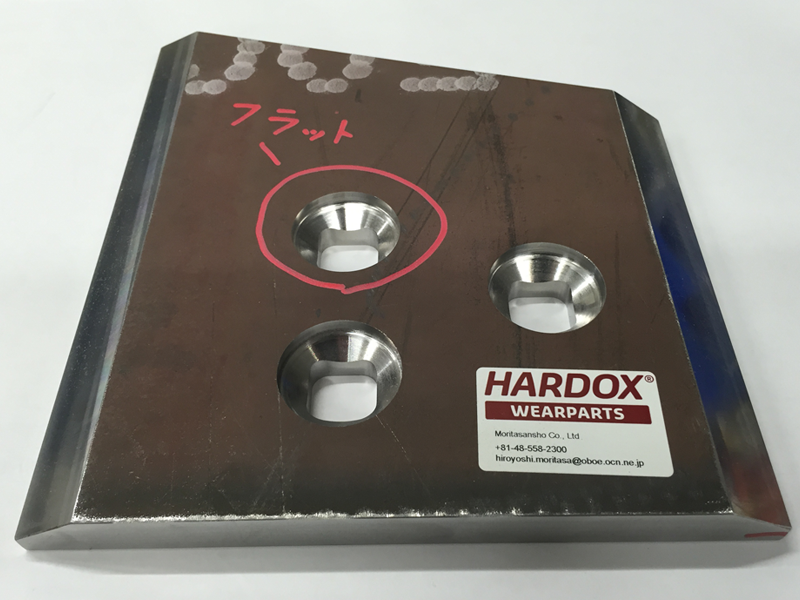 フラット
HARDOX®
WEARPARTS
Moritasansho Co., Ltd
+81-48-558-2300
hiroyoshi.moritasa@oboe.ocn.ne.jp